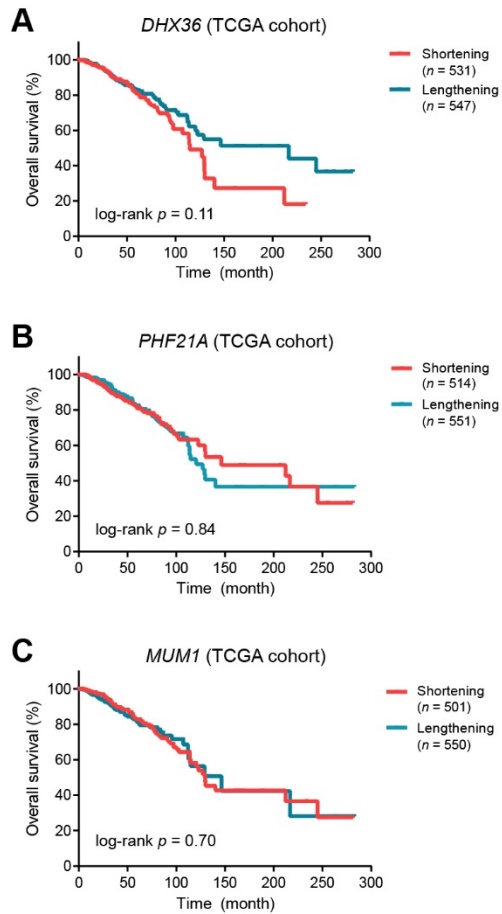 A
DHX36 (TCGA cohort)
Overall survival (%)
100
80
60
40
20
0
log-rank p = 0.11
0 50 100 150 200 250 300
Time (month)
Shortening
(n = 531)
Lengthening
(n = 547)
B
PHF21A (TCGA cohort)
Overall survival (%)
100
80
60
40
20
0
log-rank p = 0.84
0 50 100 150 200 250 300
Time (month)
Shortening
(n = 514)
Lengthening
(n = 551)
C
MUM1 (TCGA cohort)
Overall survival (%)
100
80
60
40
20
0
log-rank p = 0.70
0 50 100 150 200 250 300
Time (month)
Shortening
(n = 501)
Lengthening
(n = 550)